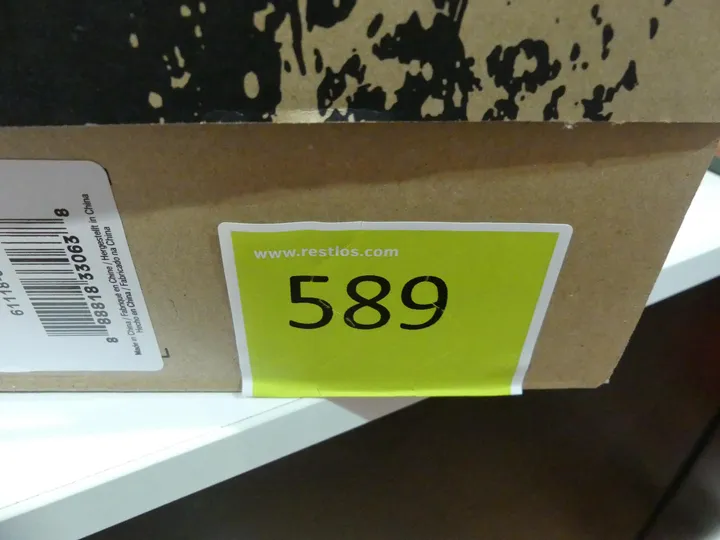 www.restlos.com
589
8 88818 33063 8
Made in China / Fabriqué en Chine / Hergestellt in China
Hecho en China / Fabricado na China